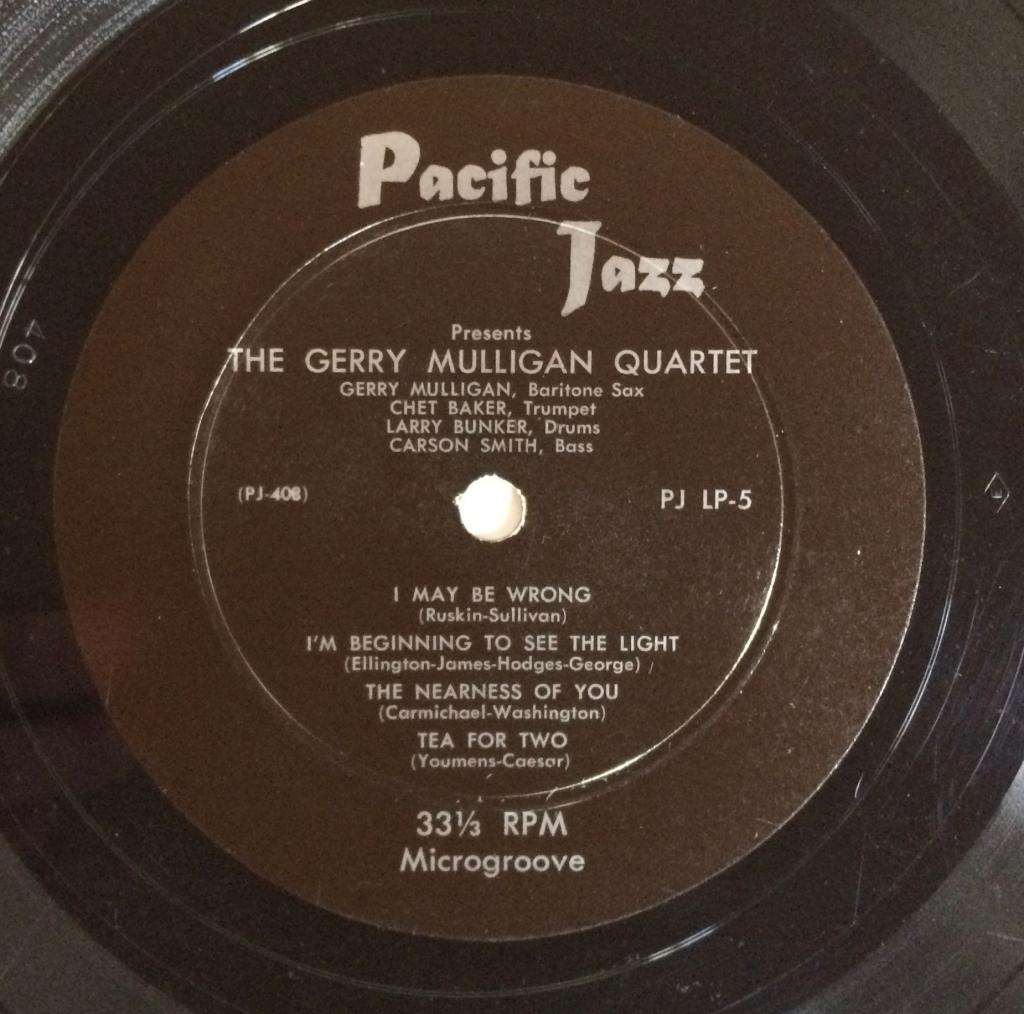 Pacific
Jazz
Presents
THE GERRY MULLIGAN QUARTET
GERRY MULLIGAN, Baritone Sax
CHET BAKER, Trumpet
LARRY BUNKER, Drums
CARSON SMITH, Bass
(PJ-408) PJ LP-5
I MAY BE WRONG
(Ruskin-Sullivan)
I'M BEGINNING TO SEE THE LIGHT
(Ellington-James-Hodges-George)
THE NEARNESS OF YOU
(Carmichael-Washington)
TEA FOR TWO
(Youmens-Caesar)
33⅓ RPM
Microgroove
408